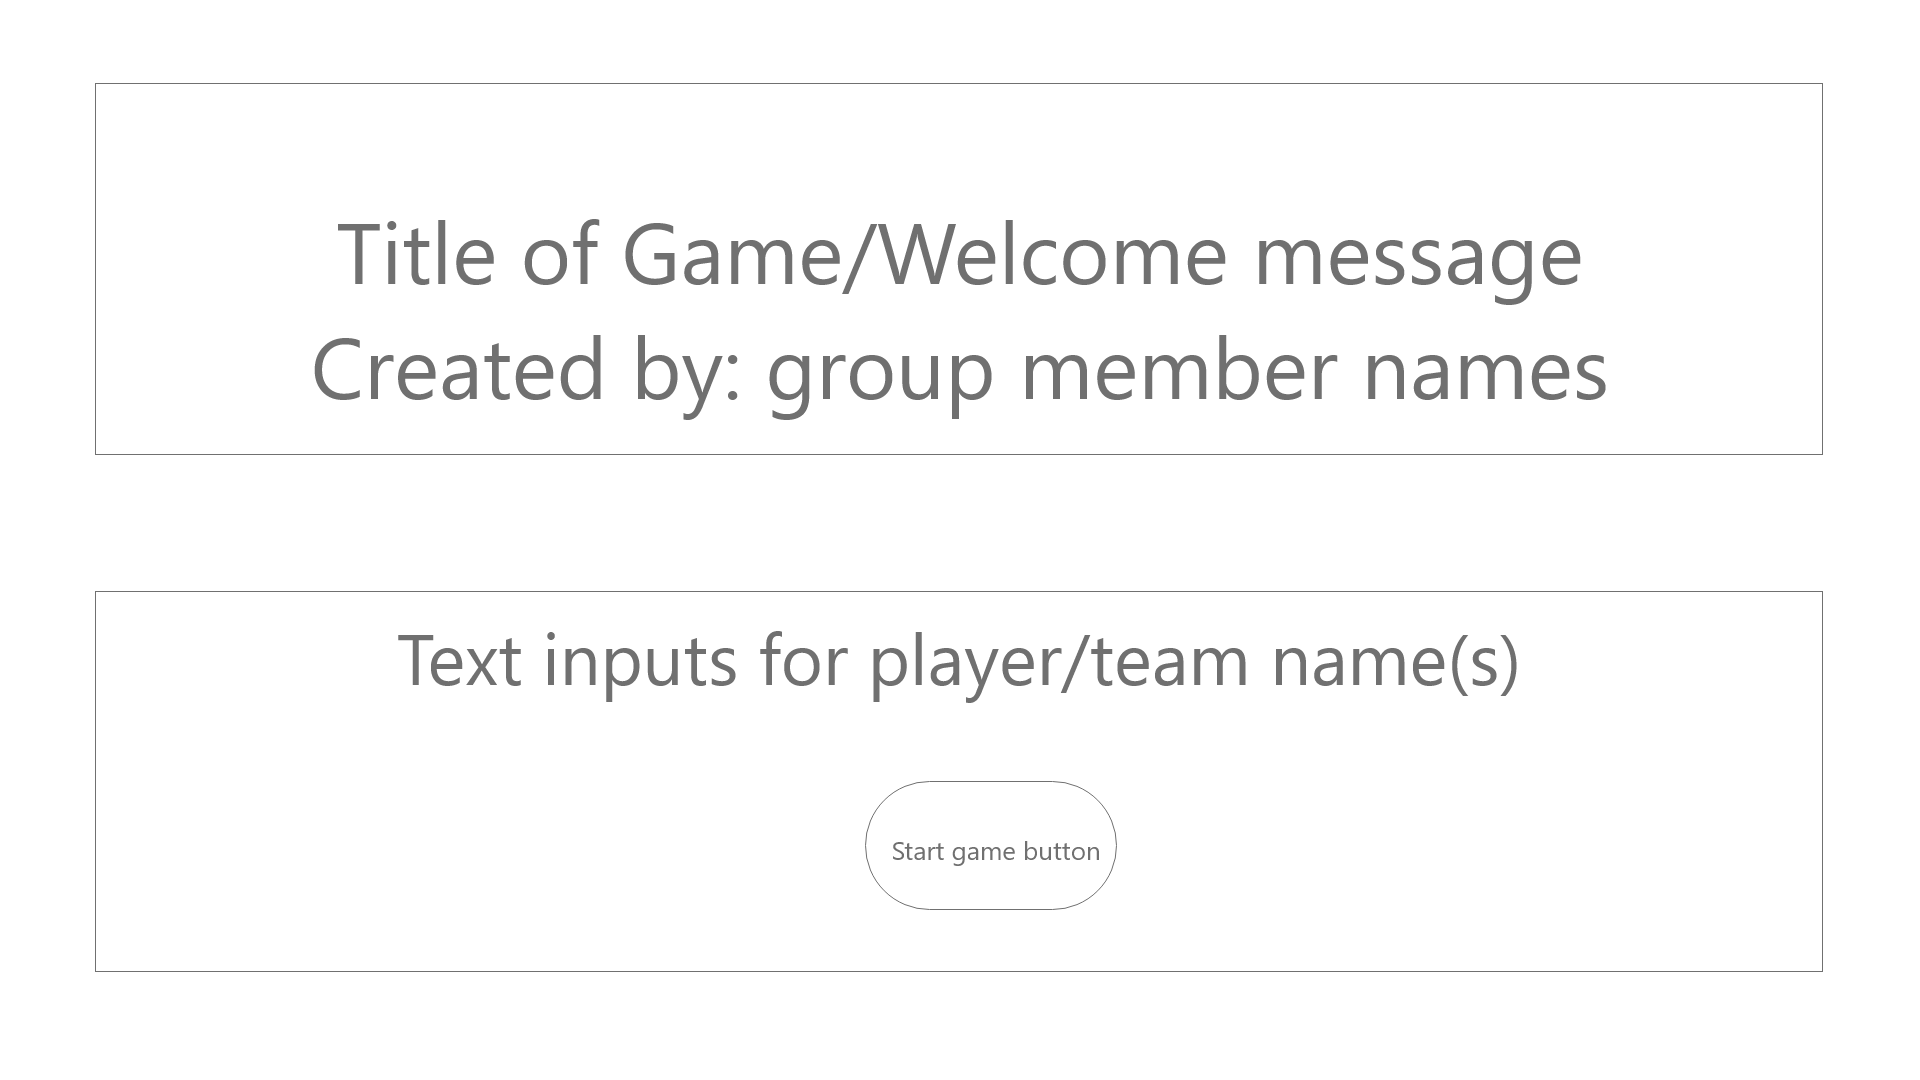 Title of Game/Welcome message
Created by: group member names
Text inputs for player/team name(s)
Start game button